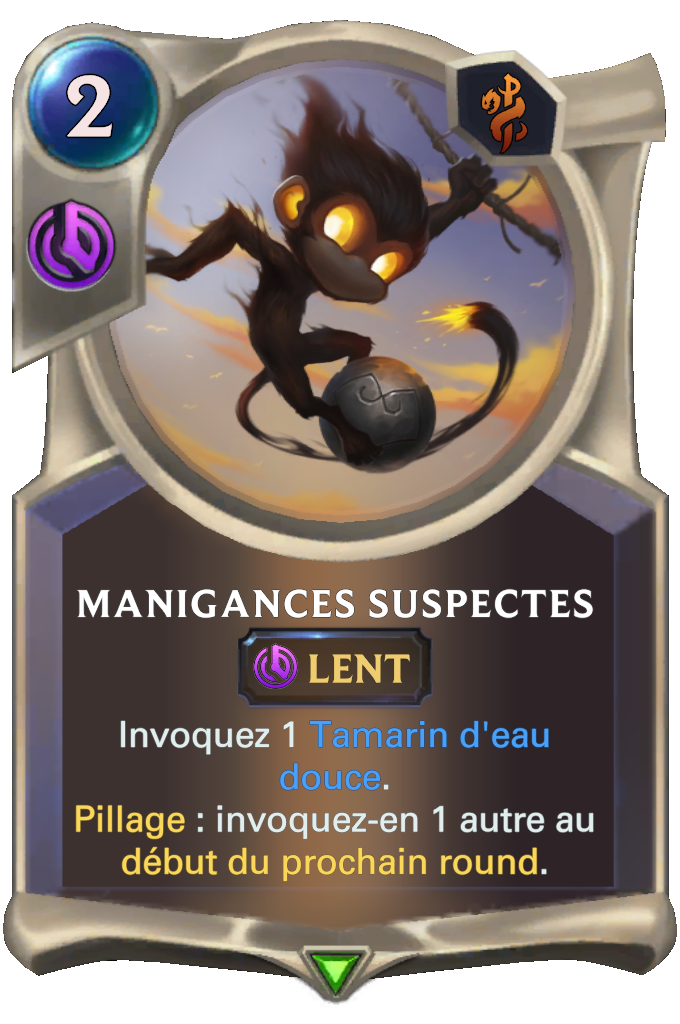 2
MANIGANCES SUSPECTES
LENT
Invoquez 1 Tamarin d'eau
douce.
Pillage : invoquez-en 1 autre au
début du prochain round.